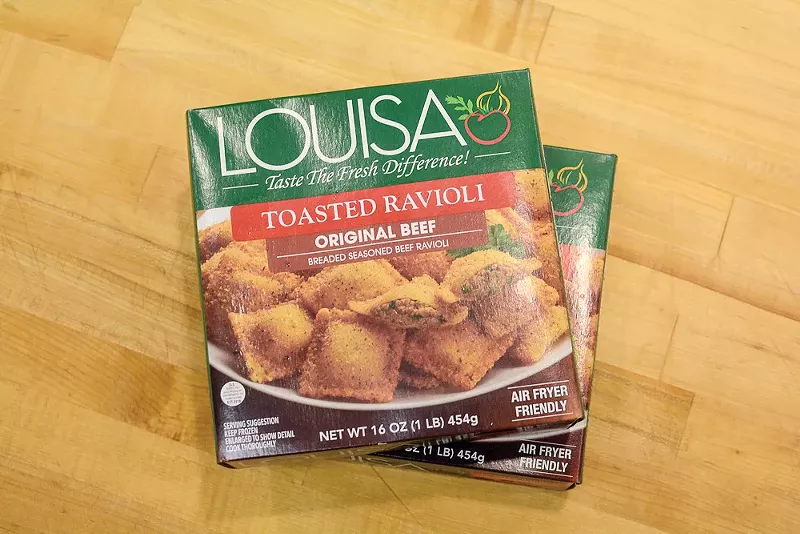 LOUISA
Taste The Fresh Difference!
TOASTED RAVIOLI
ORIGINAL BEEF
BREADED SEASONED BEEF RAVIOLI
AIR FRYER
FRIENDLY
SERVING SUGGESTION
KEEP FROZEN
ENLARGED TO SHOW DETAIL
COOK THOROUGHLY
NET WT 16 OZ (1 LB) 454g
OZ (1 LB) 454g
AIR FRYER
FRIENDLY